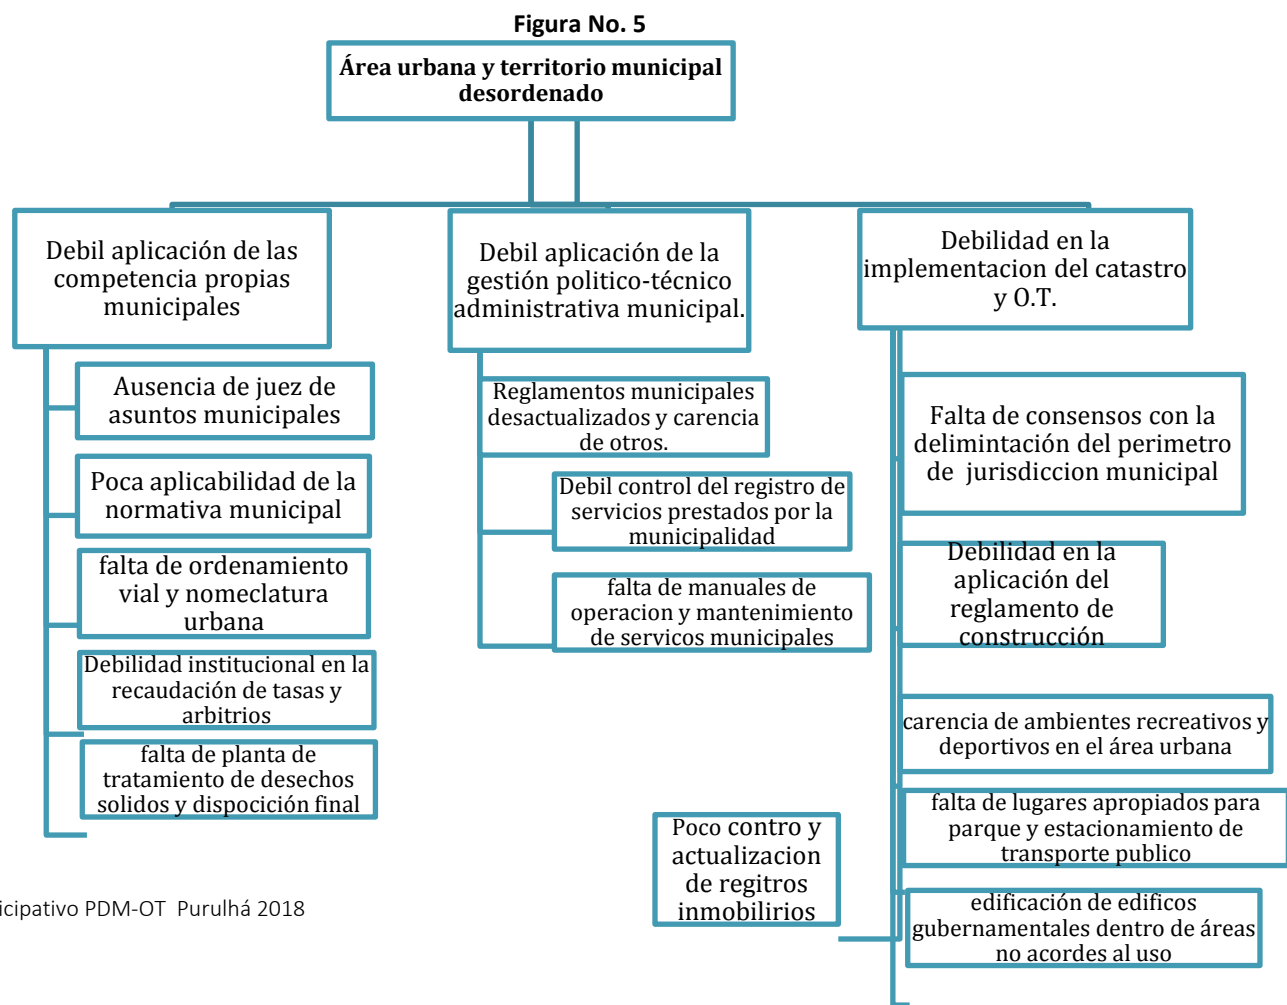 Figura No. 5
Área urbana y territorio municipal
desordenado
Debil aplicación de las
competencia propias
municipales
Ausencia de juez de
asuntos municipales
Poca aplicabilidad de la
normativa municipal
falta de ordenamiento
vial y nomeclatura
urbana
Debilidad institucional en la
recaudación de tasas y
arbitrios
falta de planta de
tratamiento de desechos
solidos y dispocición final
Debil aplicación de la
gestión politico-técnico
administrativa municipal.
Reglamentos municipales
desactualizados y carencia
de otros.
Debil control del registro de
servicios prestados por la
municipalidad
falta de manuales de
operacion y mantenimiento
de servicos municipales
Debilidad en la
implementacion del catastro
y O.T.
Falta de consensos con la
delimintación del perimetro
de jurisdiccion municipal
Debilidad en la
aplicación del
reglamento de
construcción
carencia de ambientes recreativos y
deportivos en el área urbana
falta de lugares apropiados para
parque y estacionamiento de
transporte publico
Poco contro y
actualizacion
de regitros
inmobilirios
edificación de edificos
gubernamentales dentro de áreas
no acordes al uso
icipativo PDM-OT Purulhá 2018